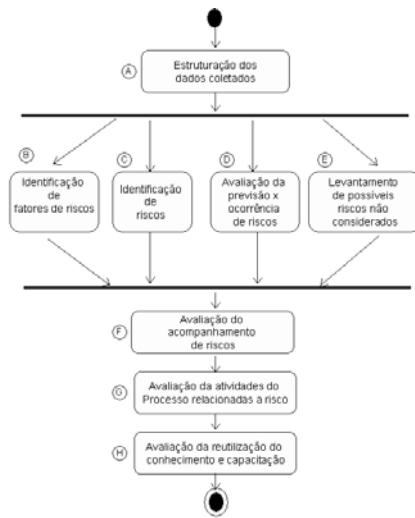 A
Estruturação dos
dados coletados
B
Identificação
de
fatores de riscos
C
Identificação
de
riscos
D
Avaliação da
previsão x
ocorrência
de riscos
E
Levantamento
de possíveis
riscos não
considerados
F
Avaliação do
acompanhamento
de riscos
G
Avaliação da atividades do
Processo relacionadas a risco
H
Avaliação da reutilização do
conhecimento e capacitação